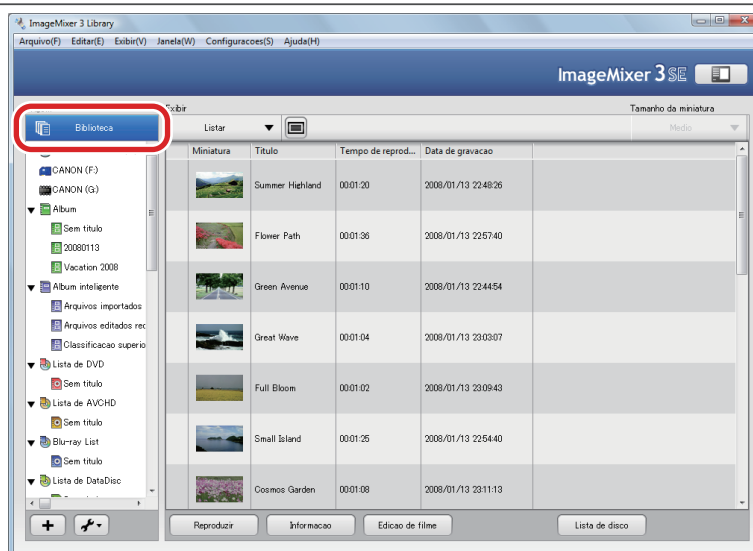 ImageMixer 3 Library
Arquivo(F) Editar(E) Exibir(V) Janela(W) Configuracoes(S) Ajuda(H)
ImageMixer 3 SE
Exibir
Tamanho da miniatura
Biblioteca
Listar
Medio
Miniatura Titulo Tempo de reprod... Data de gravacao
CANON (F:)
CANON (G:)
Album
Sem titulo
20080113
Vacation 2008
Album inteligente
Arquivos importados
Arquivos editados rec
Classificacao superio
Lista de DVD
Sem titulo
Lista de AVCHD
Sem titulo
Blu-ray List
Sem titulo
Lista de DataDisc
Summer Highland 00:01:20 2008/01/13 22:48:26
Flower Path 00:01:36 2008/01/13 22:57:40
Green Avenue 00:01:10 2008/01/13 22:44:54
Great Wave 00:01:04 2008/01/13 23:03:07
Full Bloom 00:01:02 2008/01/13 23:09:43
Small Island 00:01:25 2008/01/13 22:54:40
Cosmos Garden 00:01:08 2008/01/13 23:11:13
Reproduzir Informacao Edicao de filme Lista de disco